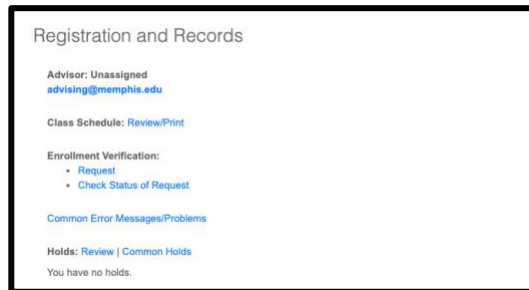 Registration and Records
Advisor: Unassigned
advising@memphis.edu
Class Schedule: Review/Print
Enrollment Verification:
• Request
• Check Status of Request
Common Error Messages/Problems
Holds: Review | Common Holds
You have no holds.